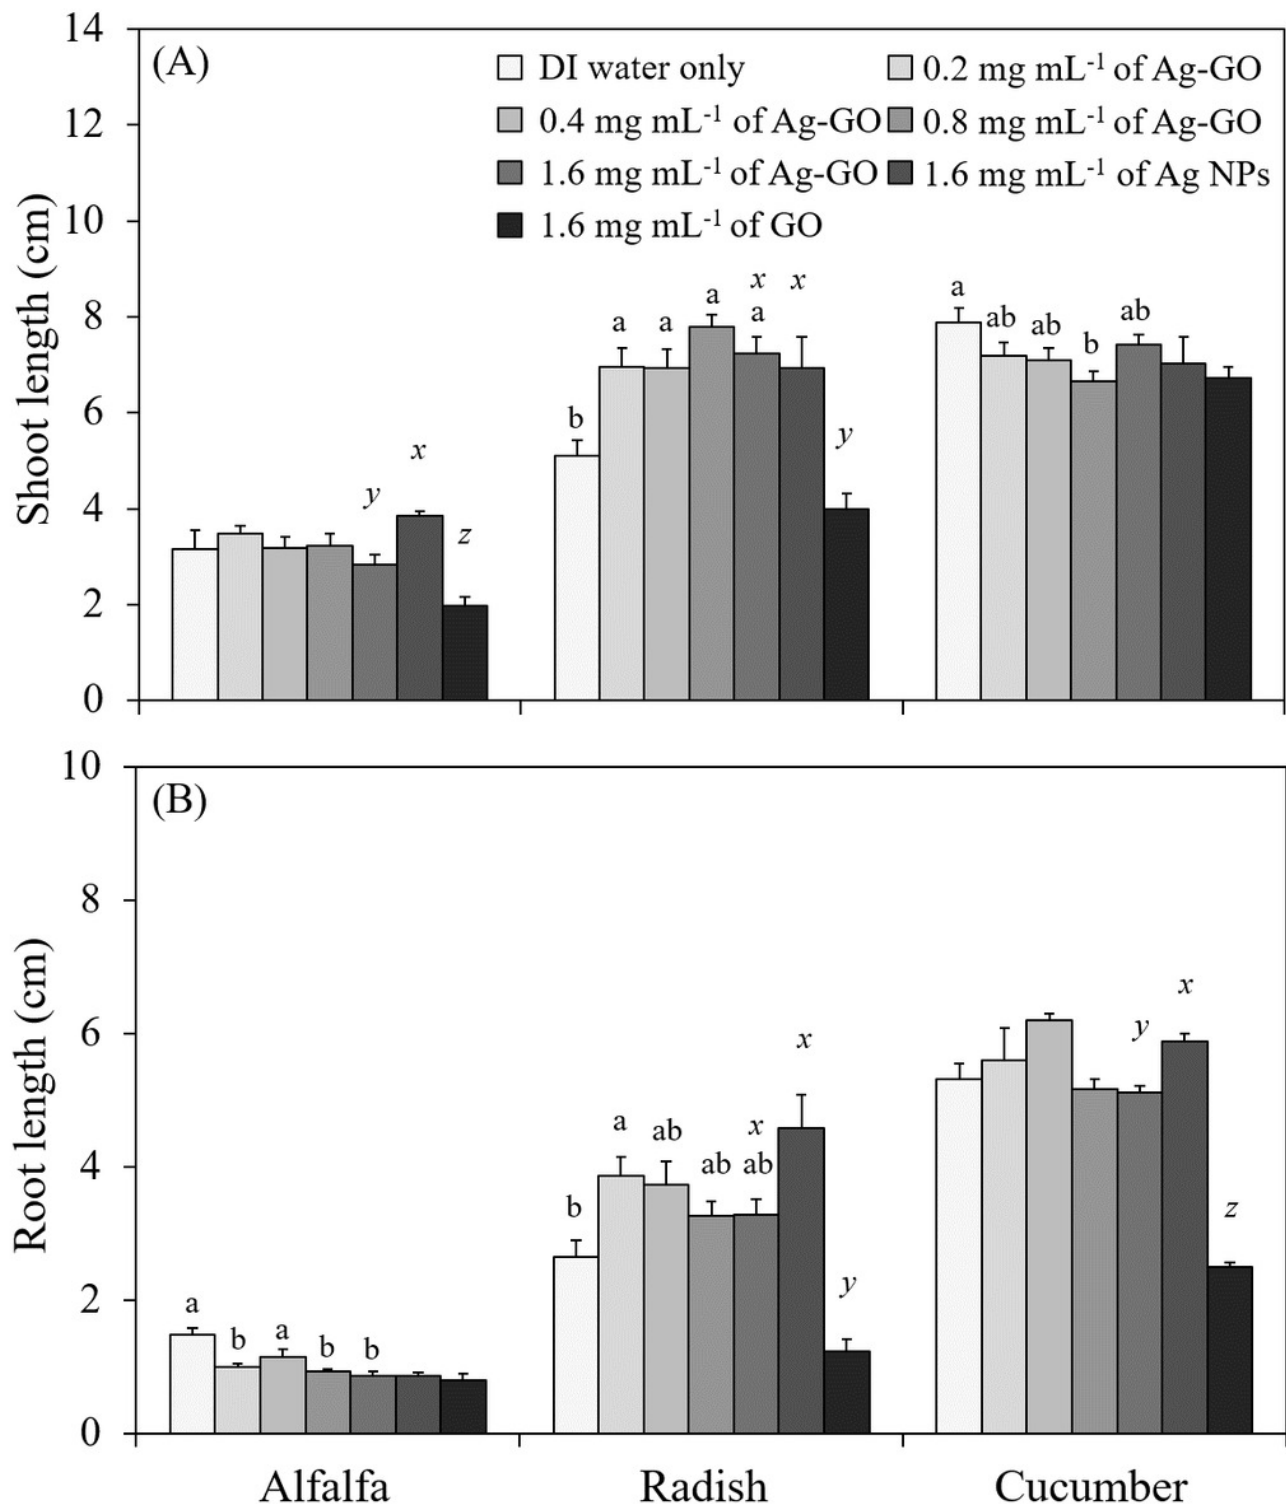 14
(A)
DI water only
0.2 mg mL-1 of Ag-GO
12
0.4 mg mL-1 of Ag-GO
0.8 mg mL-1 of Ag-GO
1.6 mg mL-1 of Ag-GO
1.6 mg mL-1 of Ag NPs
10
1.6 mg mL-1 of GO
Shoot length (cm)
8
6
4
2
0
y
x
z
b
a
a
a
x
a
x
y
a
ab
ab
b
ab
10
(B)
Root length (cm)
8
6
4
2
0
a
b
a
b
b
b
a
ab
ab
x
ab
x
y
y
x
z
Alfalfa
Radish
Cucumber